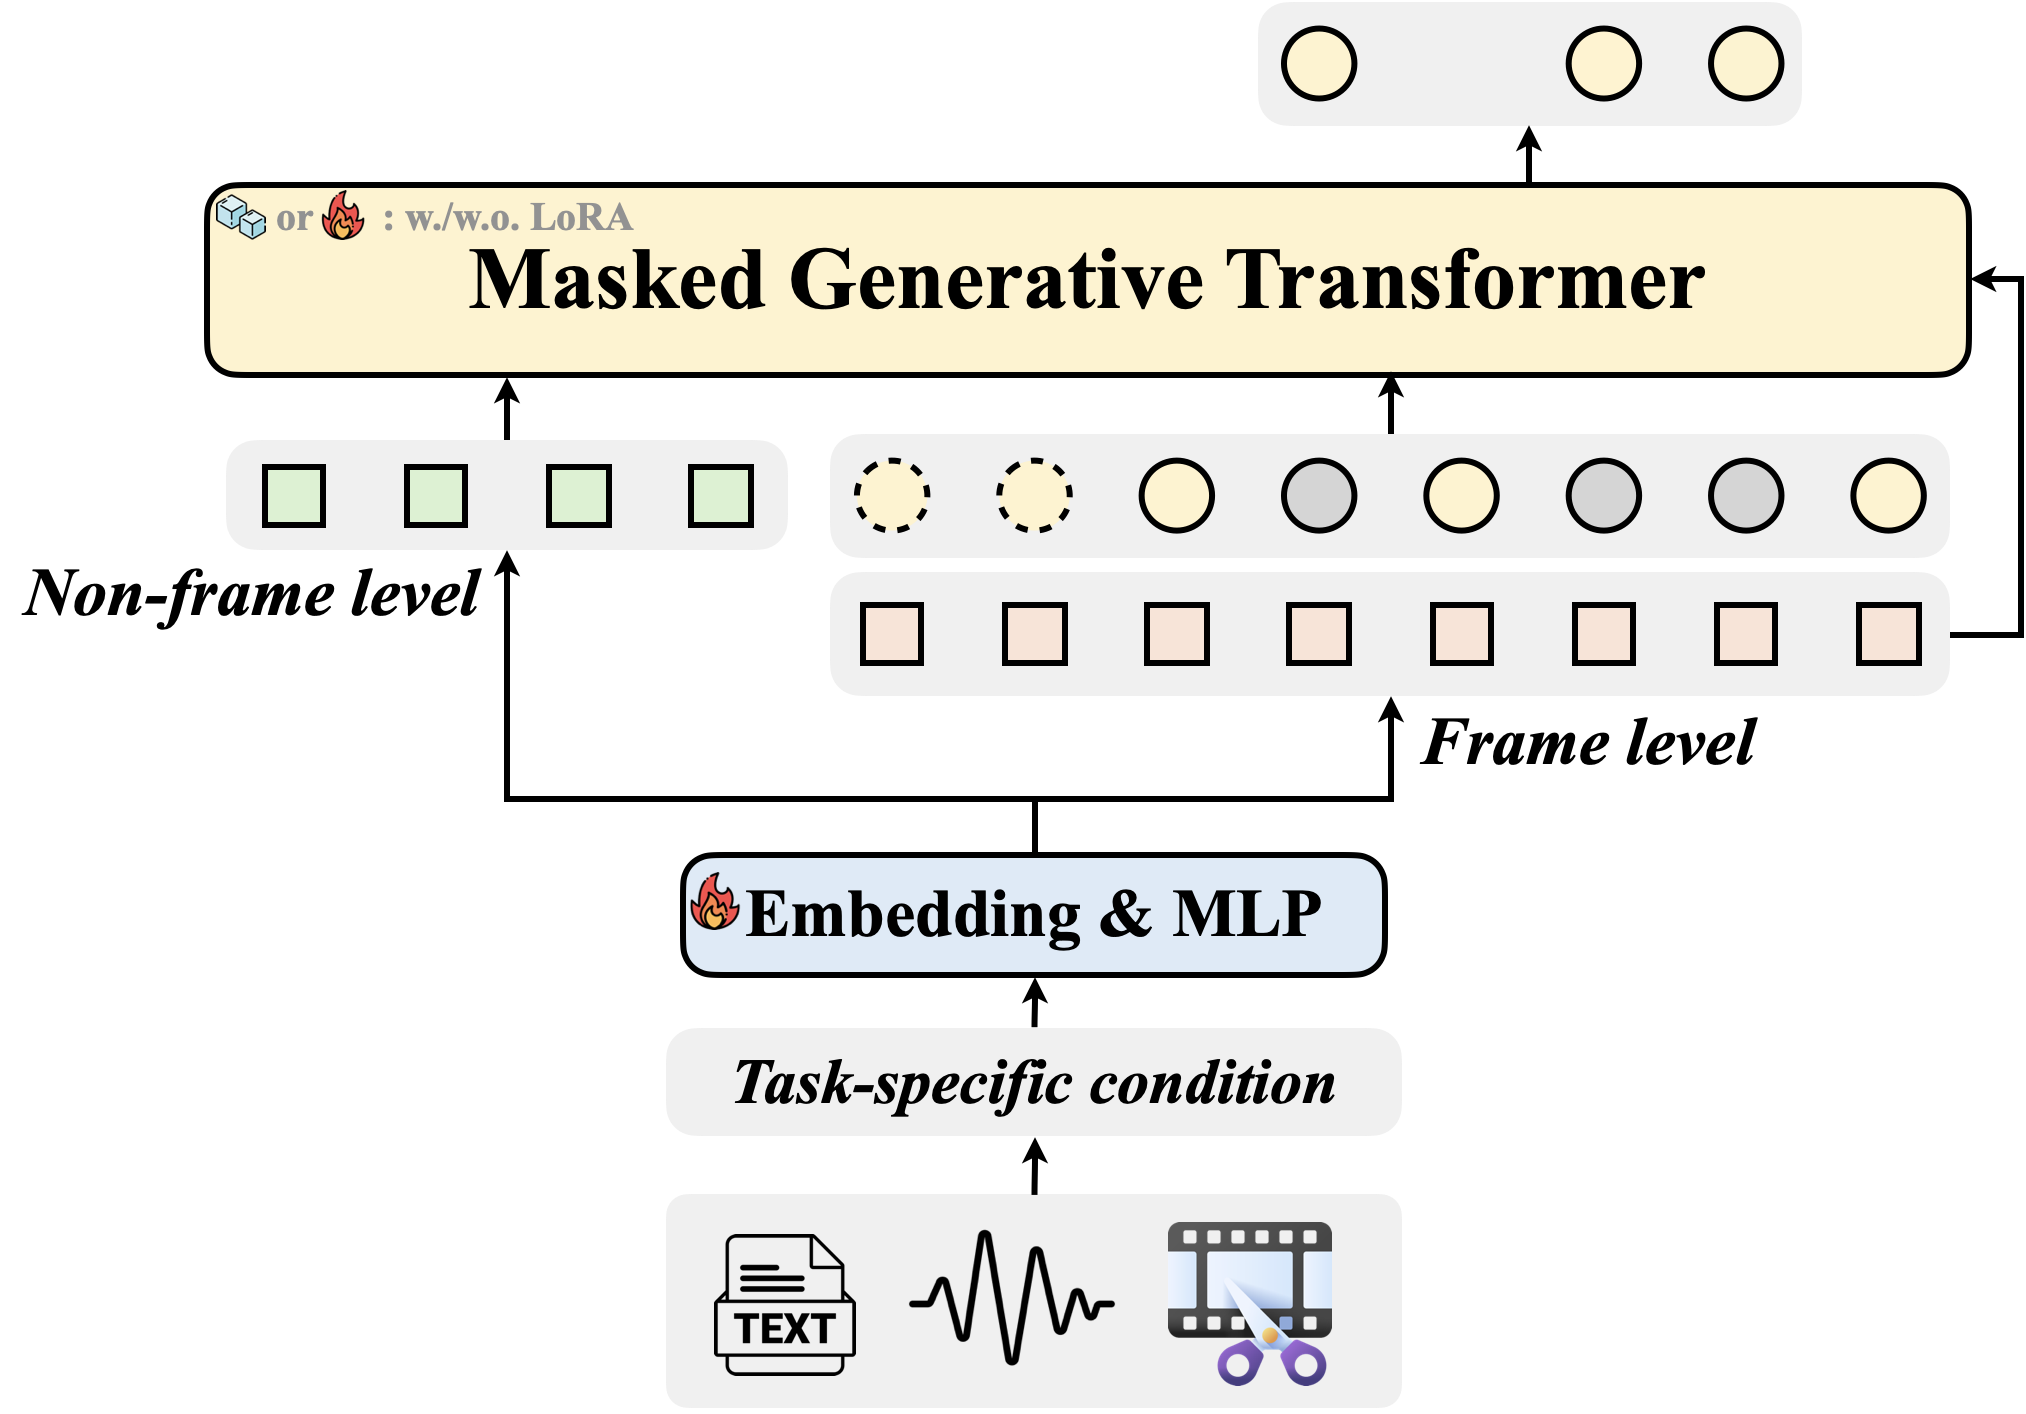 or : w./w.o. LoRA
Masked Generative Transformer
Non-frame level
Frame level
Embedding & MLP
Task-specific condition
TEXT